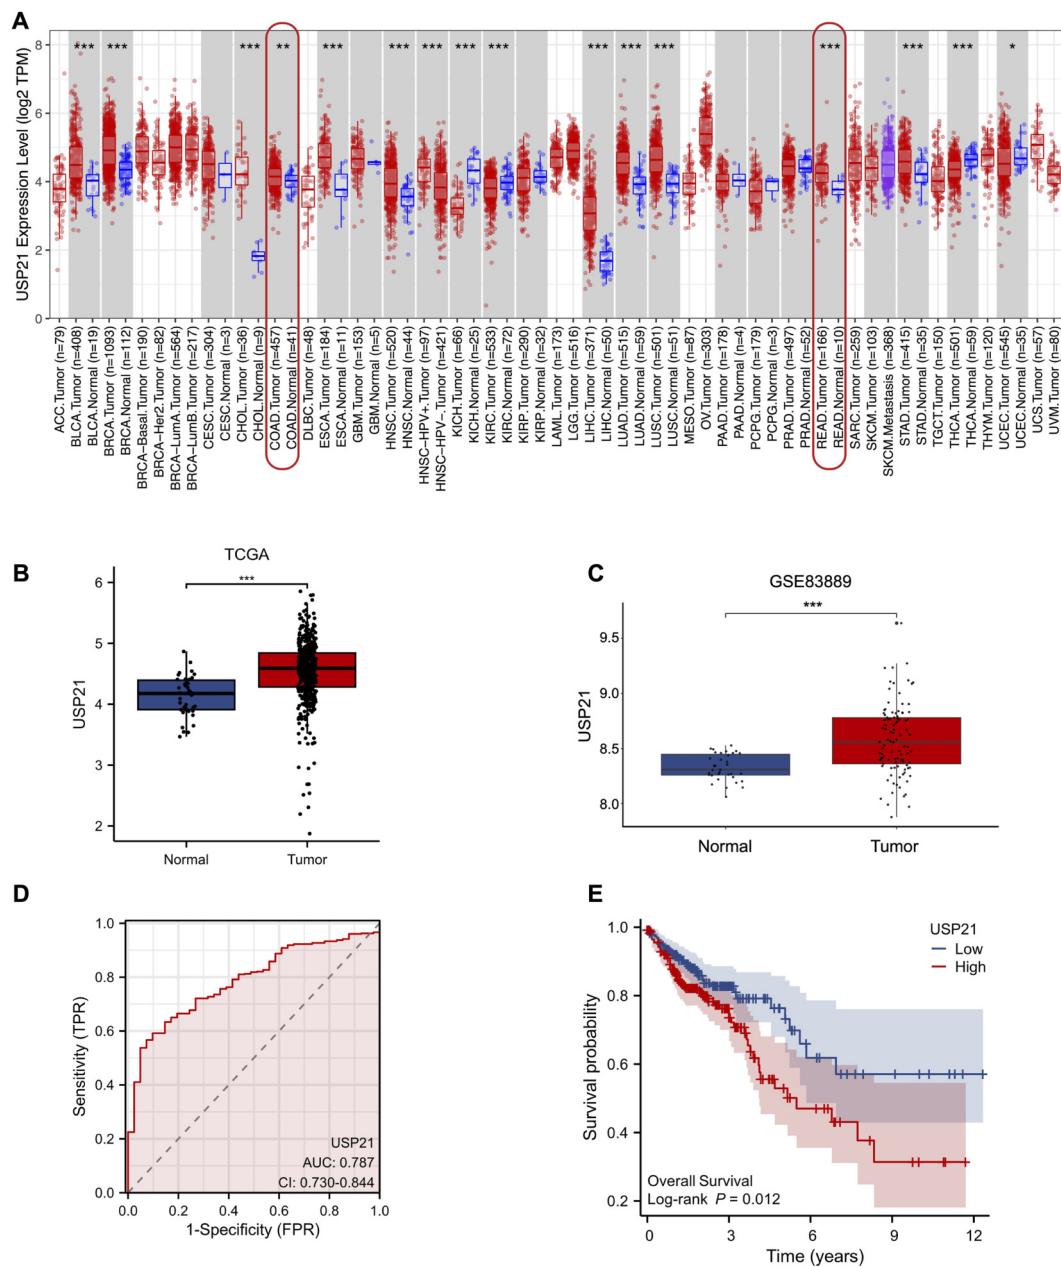 A
USP21 Expression Level (log2 TPM)
8
6
4
2
0
*** *** *** ** *** *** *** *** *** *** *** *** *** *** *** *
ACC.Tumor (n=79)
BLCA.Tumor (n=408)
BLCA.Normal (n=19)
BRCA.Tumor (n=1093)
BRCA.Normal (n=112)
BRCA-Basal.Tumor (n=190)
BRCA-Her2.Tumor (n=82)
BRCA-LumA.Tumor (n=564)
BRCA-LumB.Tumor (n=217)
CESC.Tumor (n=304)
CESC.Normal (n=3)
CHOL.Tumor (n=36)
CHOL.Normal (n=9)
COAD.Tumor (n=457)
COAD.Normal (n=41)
DLBC.Tumor (n=48)
ESCA.Tumor (n=184)
ESCA.Normal (n=11)
GBM.Tumor (n=153)
GBM.Normal (n=5)
HNSC.Tumor (n=520)
HNSC.Normal (n=44)
HNSC-HPV+.Tumor (n=97)
HNSC-HPV-.Tumor (n=421)
KICH.Tumor (n=66)
KICH.Normal (n=25)
KIRC.Tumor (n=533)
KIRC.Normal (n=72)
KIRP.Tumor (n=290)
KIRP.Normal (n=32)
LAML.Tumor (n=173)
LGG.Tumor (n=516)
LIHC.Tumor (n=371)
LIHC.Normal (n=50)
LUAD.Tumor (n=515)
LUAD.Normal (n=59)
LUSC.Tumor (n=501)
LUSC.Normal (n=51)
MESO.Tumor (n=87)
OV.Tumor (n=303)
PAAD.Tumor (n=178)
PAAD.Normal (n=4)
PCPG.Tumor (n=179)
PCPG.Normal (n=3)
PRAD.Tumor (n=497)
PRAD.Normal (n=52)
READ.Tumor (n=166)
READ.Normal (n=10)
SARC.Tumor (n=259)
SKCM.Tumor (n=103)
SKCM.Metastasis (n=368)
STAD.Tumor (n=415)
STAD.Normal (n=35)
TGCT.Tumor (n=150)
THCA.Tumor (n=501)
THCA.Normal (n=59)
THYM.Tumor (n=120)
UCEC.Tumor (n=545)
UCEC.Normal (n=35)
UCS.Tumor (n=57)
UVM.Tumor (n=80)
B
TCGA
***
USP21
6
5
4
3
2
Normal Tumor
C
GSE83889
***
USP21
9.5
9.0
8.5
8.0
Normal Tumor
D
Sensitivity (TPR)
1.0
0.8
0.6
0.4
0.2
0.0
USP21
AUC: 0.787
CI: 0.730-0.844
0.0 0.2 0.4 0.6 0.8 1.0
1-Specificity (FPR)
E
USP21
Low
High
Survival probability
1.0
0.8
0.6
0.4
0.2
Overall Survival
Log-rank P = 0.012
0 3 6 9 12
Time (years)